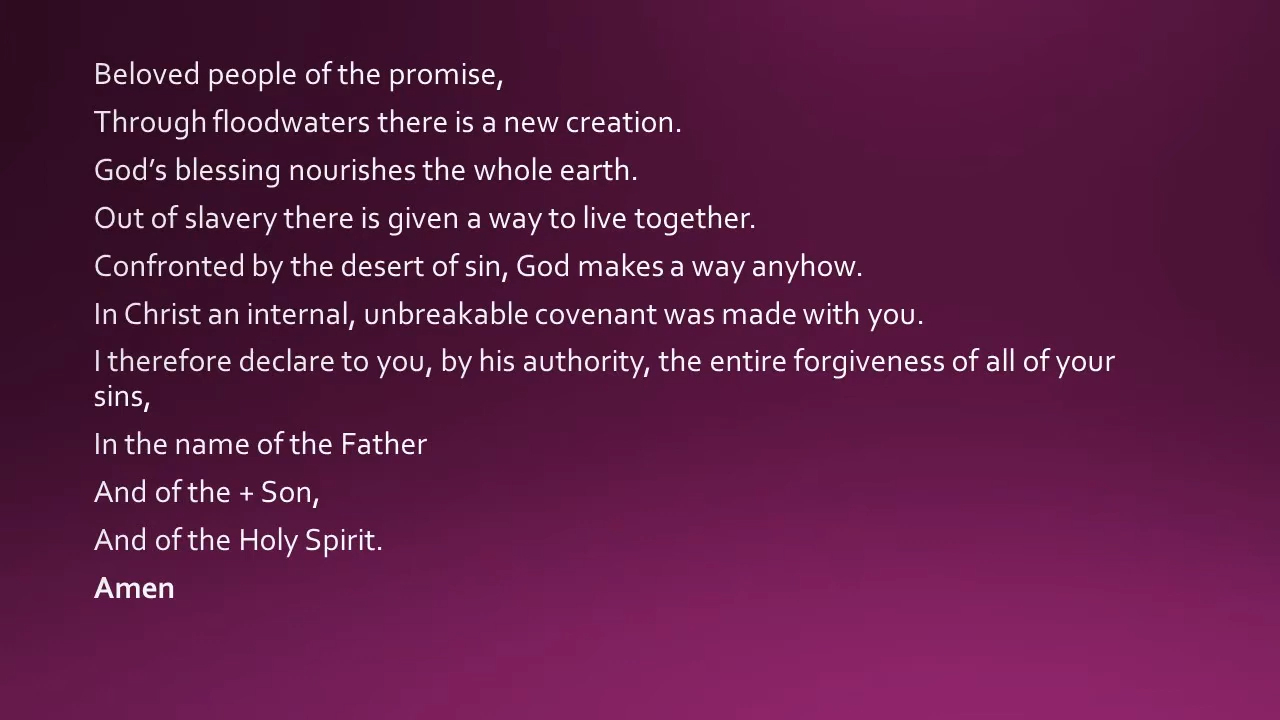 Beloved people of the promise,
Through floodwaters there is a new creation.
God’s blessing nourishes the whole earth.
Out of slavery there is given a way to live together.
Confronted by the desert of sin, God makes a way anyhow.
In Christ an internal, unbreakable covenant was made with you.
I therefore declare to you, by his authority, the entire forgiveness of all of your
sins,
In the name of the Father
And of the + Son,
And of the Holy Spirit.
Amen